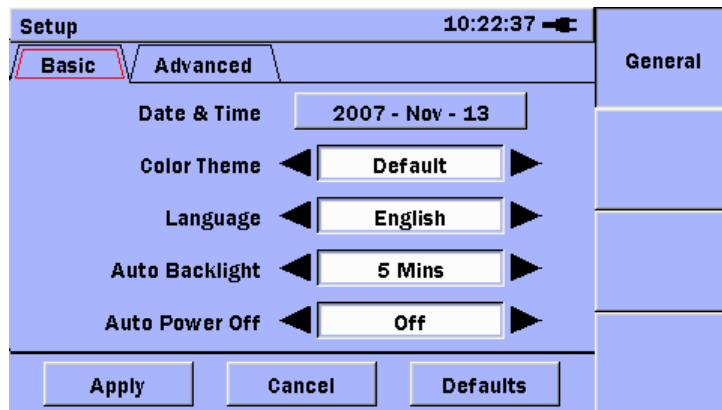 Setup 10:22:37
Basic Advanced
General
Date & Time 2007 - Nov - 13
Color Theme Default
Language English
Auto Backlight 5 Mins
Auto Power Off Off
Apply Cancel Defaults